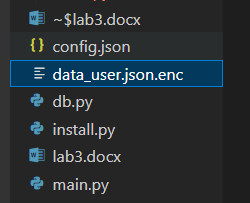 ~$lab3.docx
config.json
data_user.json.enc
db.py
install.py
lab3.docx
main.py